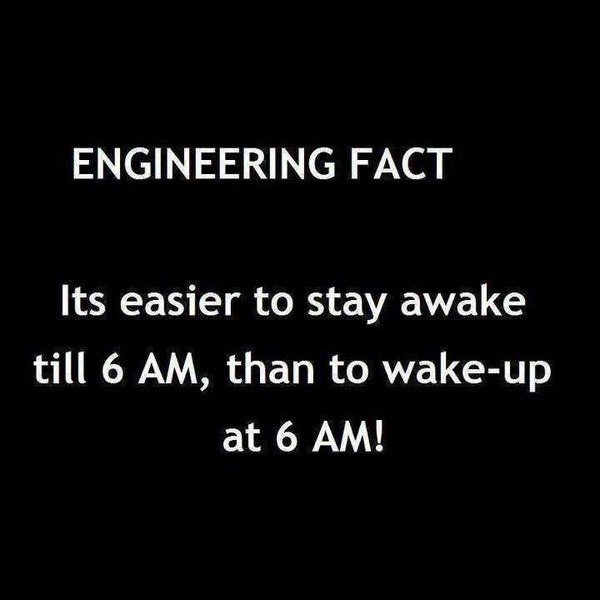 ENGINEERING FACT
Its easier to stay awake
till 6 AM, than to wake-up
at 6 AM!